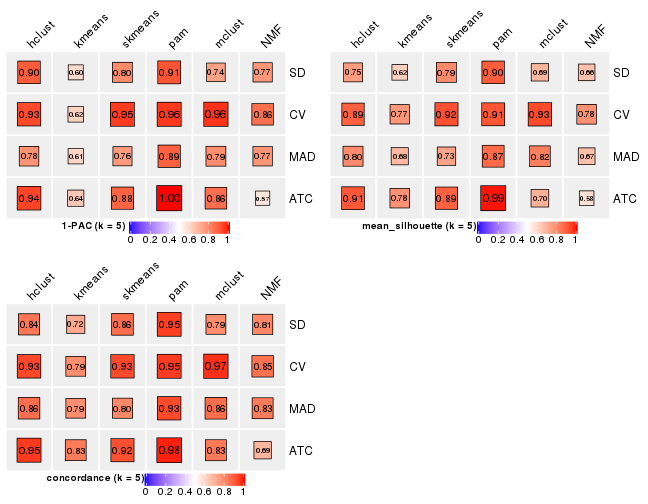 hclust kmeans skmeans pam mclust NMF
0.90 0.60 0.80 0.91 0.74 0.77 SD
0.93 0.62 0.95 0.96 0.96 0.86 CV
0.78 0.61 0.76 0.89 0.79 0.77 MAD
0.94 0.64 0.88 1.00 0.86 0.57 ATC
1-PAC (k = 5)
0 0.2 0.4 0.6 0.8 1
hclust kmeans skmeans pam mclust NMF
0.75 0.62 0.79 0.90 0.69 0.66 SD
0.89 0.77 0.92 0.91 0.93 0.78 CV
0.80 0.68 0.73 0.87 0.82 0.67 MAD
0.91 0.78 0.89 0.99 0.70 0.58 ATC
mean_silhouette (k = 5)
0 0.2 0.4 0.6 0.8 1
hclust kmeans skmeans pam mclust NMF
0.84 0.72 0.86 0.95 0.79 0.81 SD
0.93 0.79 0.93 0.95 0.97 0.85 CV
0.86 0.79 0.80 0.93 0.86 0.83 MAD
0.95 0.83 0.92 0.98 0.83 0.69 ATC
concordance (k = 5)
0 0.2 0.4 0.6 0.8 1